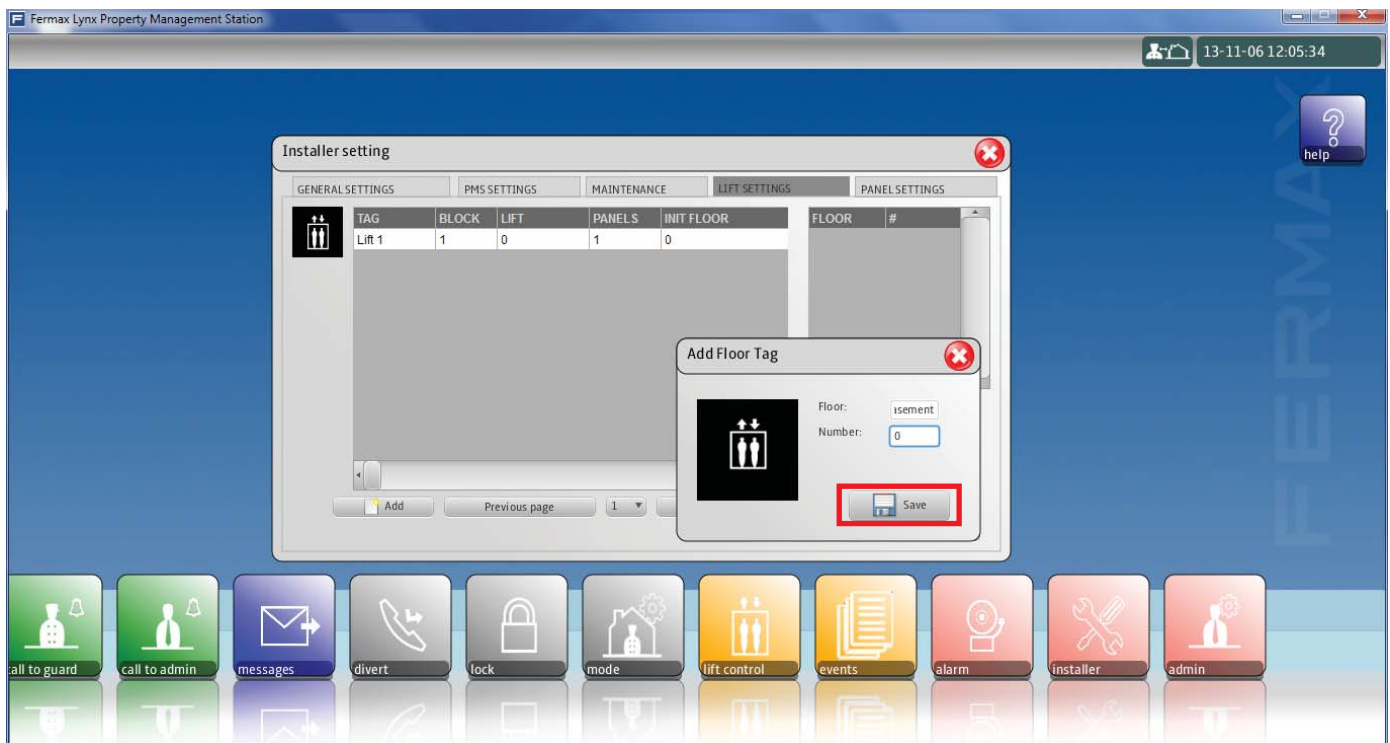 Fermax Lynx Property Management Station
13-11-06 12:05:34
help
FERMAX
Installer setting
GENERAL SETTINGS PMS SETTINGS MAINTENANCE LIFT SETTINGS PANEL SETTINGS
TAG BLOCK LIFT PANELS INIT FLOOR FLOOR #
Lift 1 1 0 1 0
Add Floor Tag
Floor: asement
Number: 0
Save
Add Previous page 1
call to guard call to admin messages divert lock mode lift control events alarm installer admin